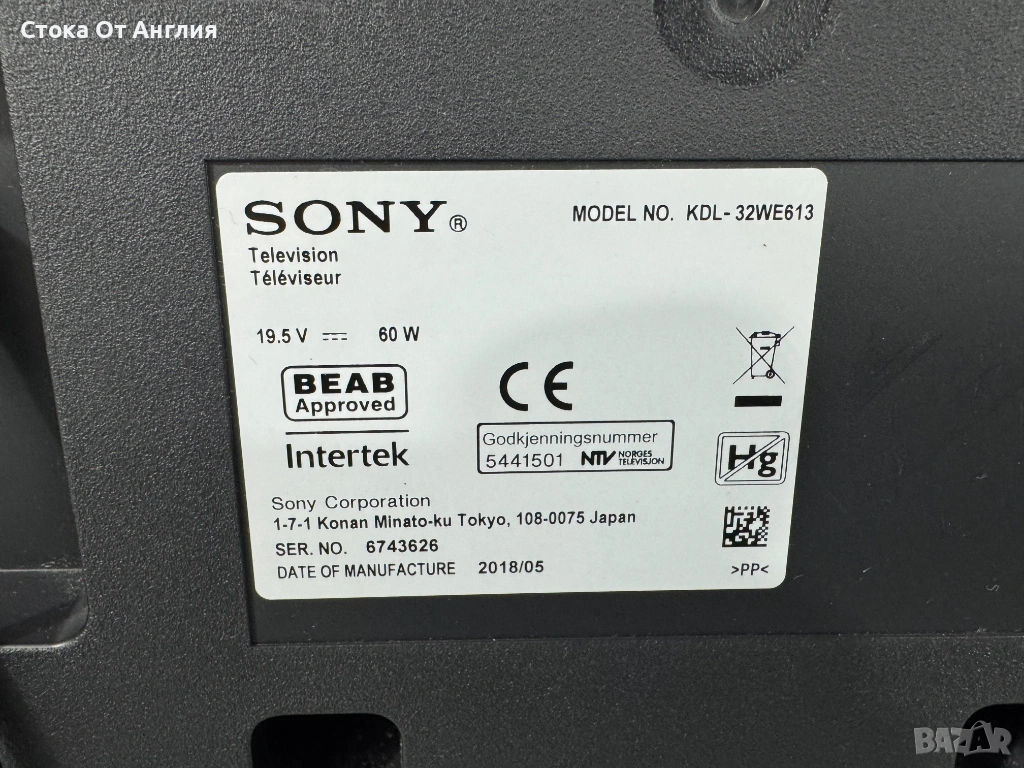 Стока От Англия
SONY®
MODEL NO. KDL-32WE613
Television
Téléviseur
19.5 V ⎓ 60 W
BEAB
Approved
Intertek
CE
Godkjenningsnummer
5441501 NTV NORGES TELEVISJON
Hg
Sony Corporation
1-7-1 Konan Minato-ku Tokyo, 108-0075 Japan
SER. NO. 6743626
DATE OF MANUFACTURE 2018/05
>PP<
BAZAR